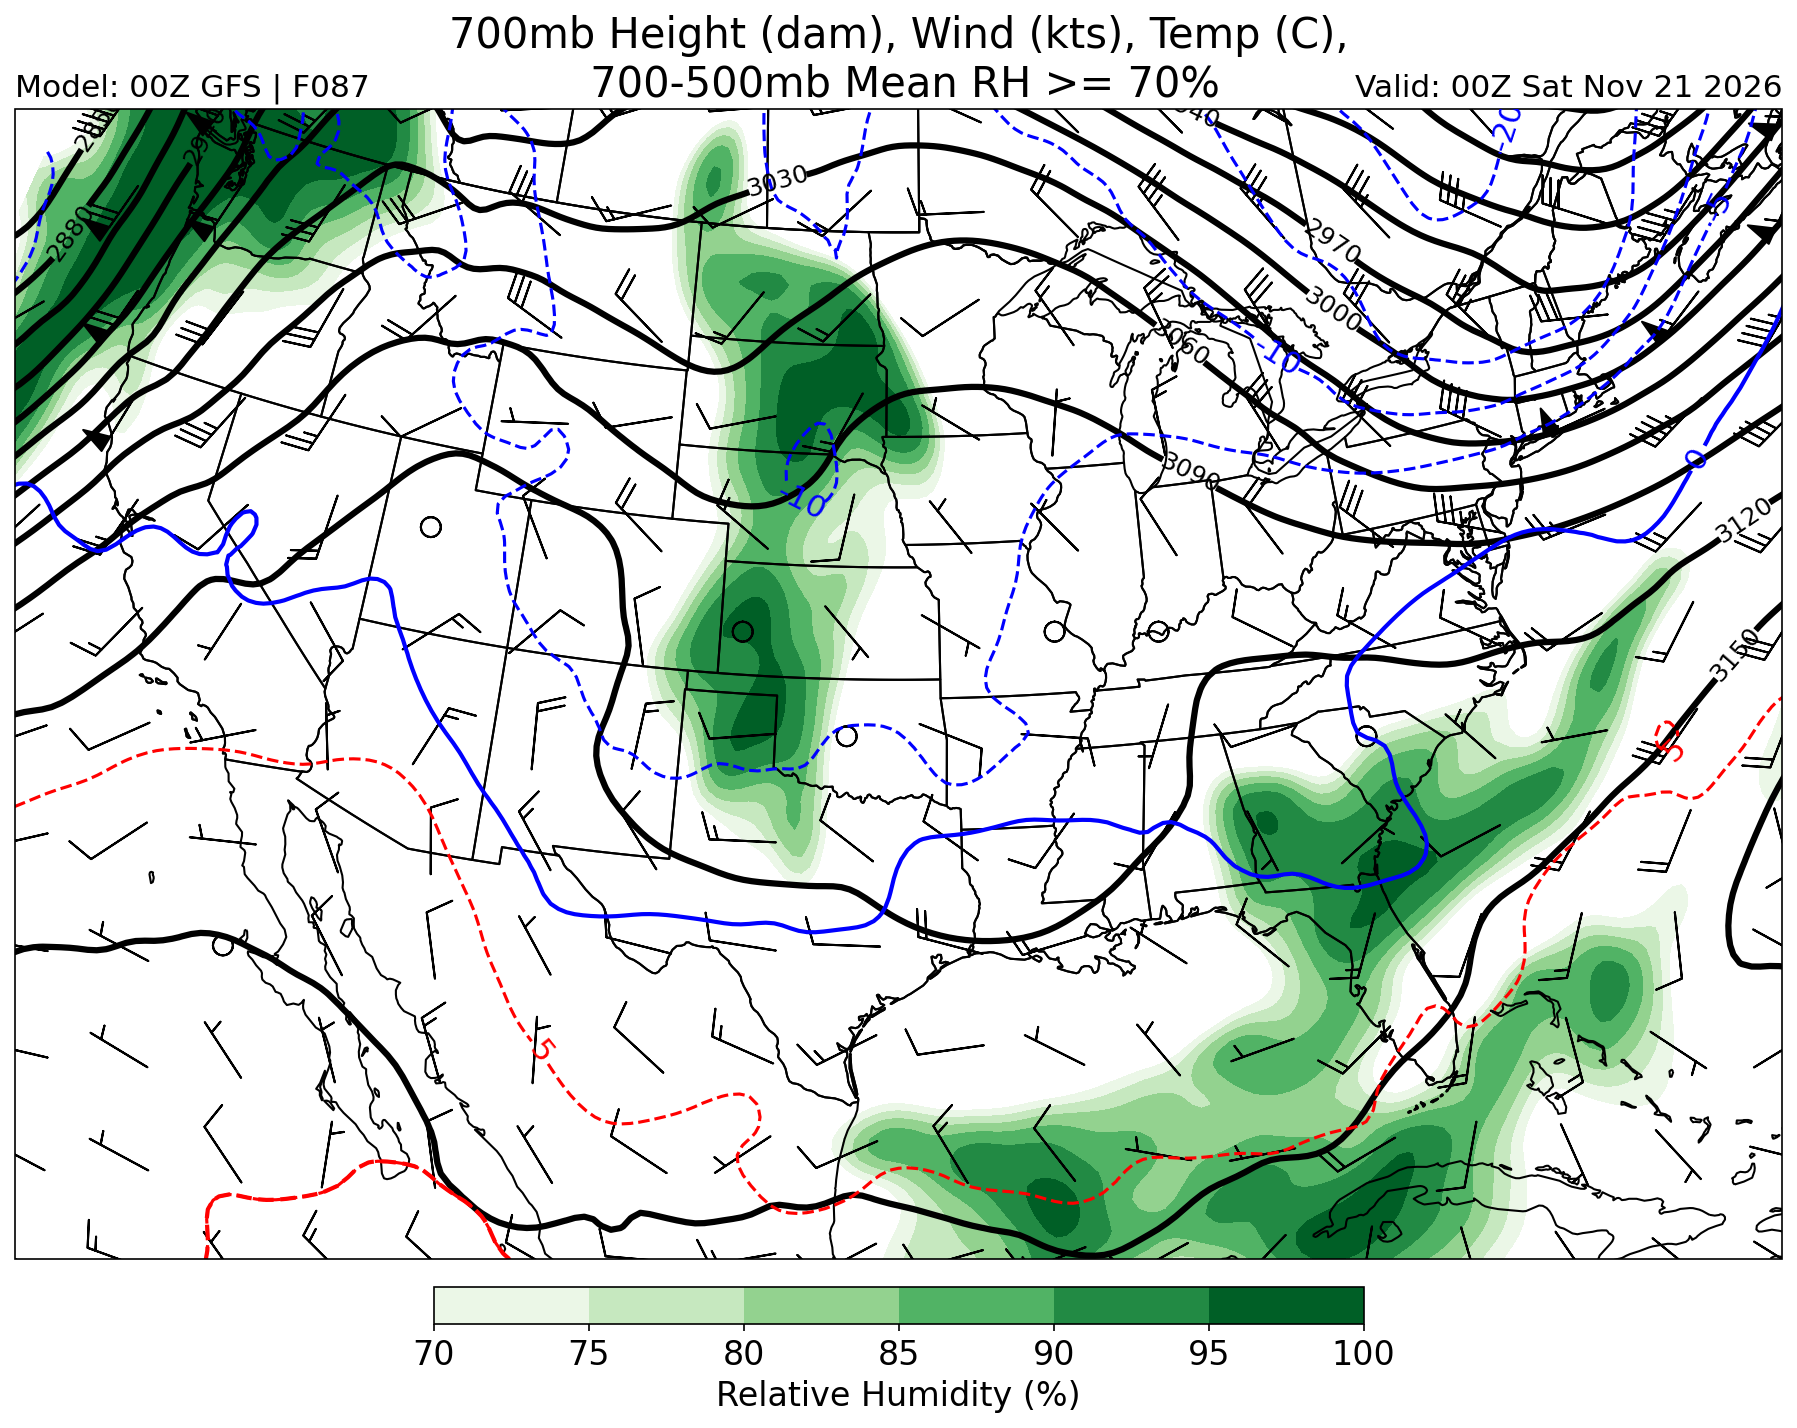 700mb Height (dam), Wind (kts), Temp (C),
700-500mb Mean RH >= 70%
Model: 00Z GFS | F087
Valid: 00Z Sat Nov 21 2026
2880
3030
2970
3000
3060
3090
3120
3150
-10
-10
0
5
5
70 75 80 85 90 95 100
Relative Humidity (%)